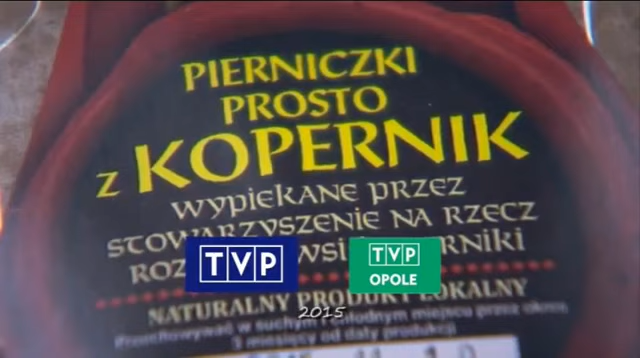 PIERNICZKI
PROSTO
z KOPERNIK
WYPIEKANE PRZEZ
STOWARZYSZENIE NA RZECZ
NATURALNY PRODUKT LOKALNY
Przechowywać w suchym i chłodnym miejscu przez okres
3 miesięcy od daty produkcji
TVP
TVP
OPOLE
2015